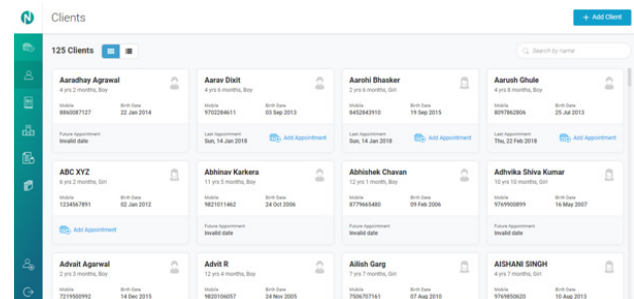 Clients
+ Add Client
125 Clients
Search by name
Aaradhay Agrawal
4 yrs 2 months, Boy
Mobile Birth Date
8860087127 22 Jan 2014
Future Appointment
Invalid date
Aarav Dixit
4 yrs 6 months, Boy
Mobile Birth Date
9702284611 03 Sep 2013
Last Appointment
Sun, 14 Jan 2018
Add Appointment
Aarohi Bhasker
2 yrs 6 months, Girl
Mobile Birth Date
8452843910 19 Sep 2015
Last Appointment
Sun, 14 Jan 2018
Add Appointment
Aarush Ghule
4 yrs 8 months, Boy
Mobile Birth Date
8097862806 25 Jul 2013
Last Appointment
Thu, 22 Feb 2018
Add Appointment
ABC XYZ
6 yrs 2 months, Girl
Mobile Birth Date
1234567891 02 Jan 2012
Add Appointment
Abhinav Karkera
11 yrs 5 months, Boy
Mobile Birth Date
9821011462 24 Oct 2006
Future Appointment
Invalid date
Abhishek Chavan
12 yrs 1 month, Boy
Mobile Birth Date
8779665480 09 Feb 2006
Future Appointment
Invalid date
Adhvika Shiva Kumar
10 yrs 10 months, Girl
Mobile Birth Date
9769900899 16 May 2007
Future Appointment
Invalid date
Advait Agarwal
2 yrs 3 months, Boy
Mobile Birth Date
7219500992 14 Dec 2015
Advit R
12 yrs 4 months, Boy
Mobile Birth Date
9820106057 24 Nov 2005
Ailish Garg
7 yrs 7 months, Girl
Mobile Birth Date
7506707161 07 Aug 2010
AISHANI SINGH
4 yrs 7 months, Girl
Mobile Birth Date
9769850620 10 Aug 2013